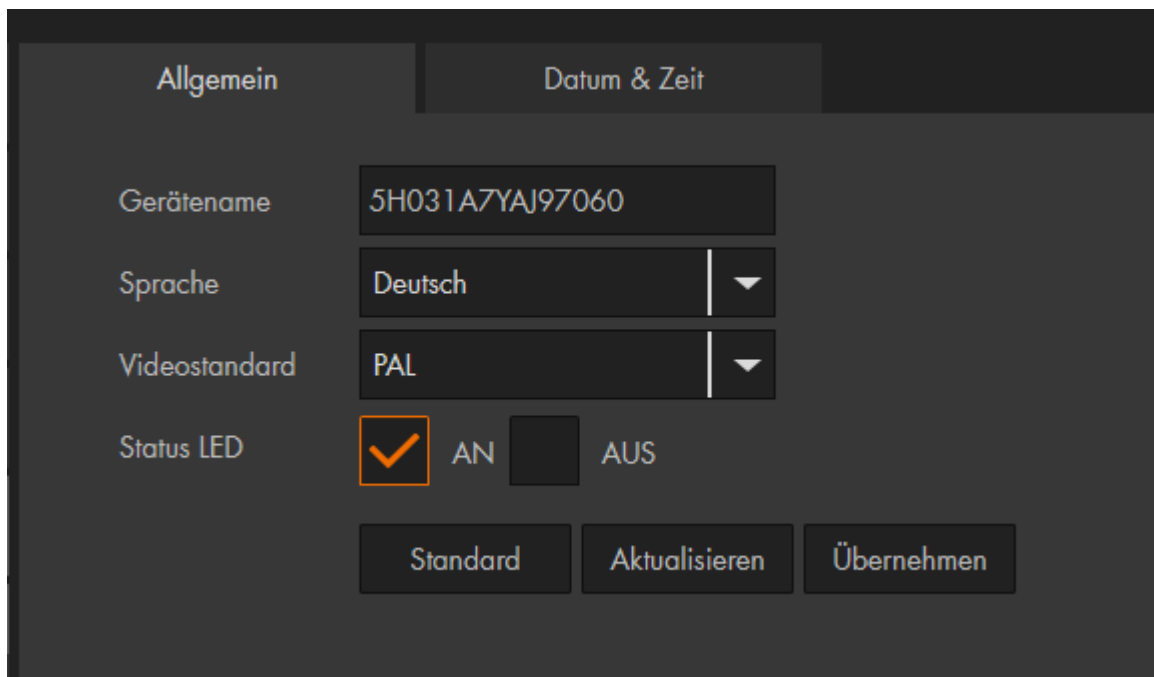 Allgemein Datum & Zeit
Gerätename 5H031A7YAJ97060
Sprache Deutsch
Videostandard PAL
Status LED AN AUS
Standard Aktualisieren Übernehmen